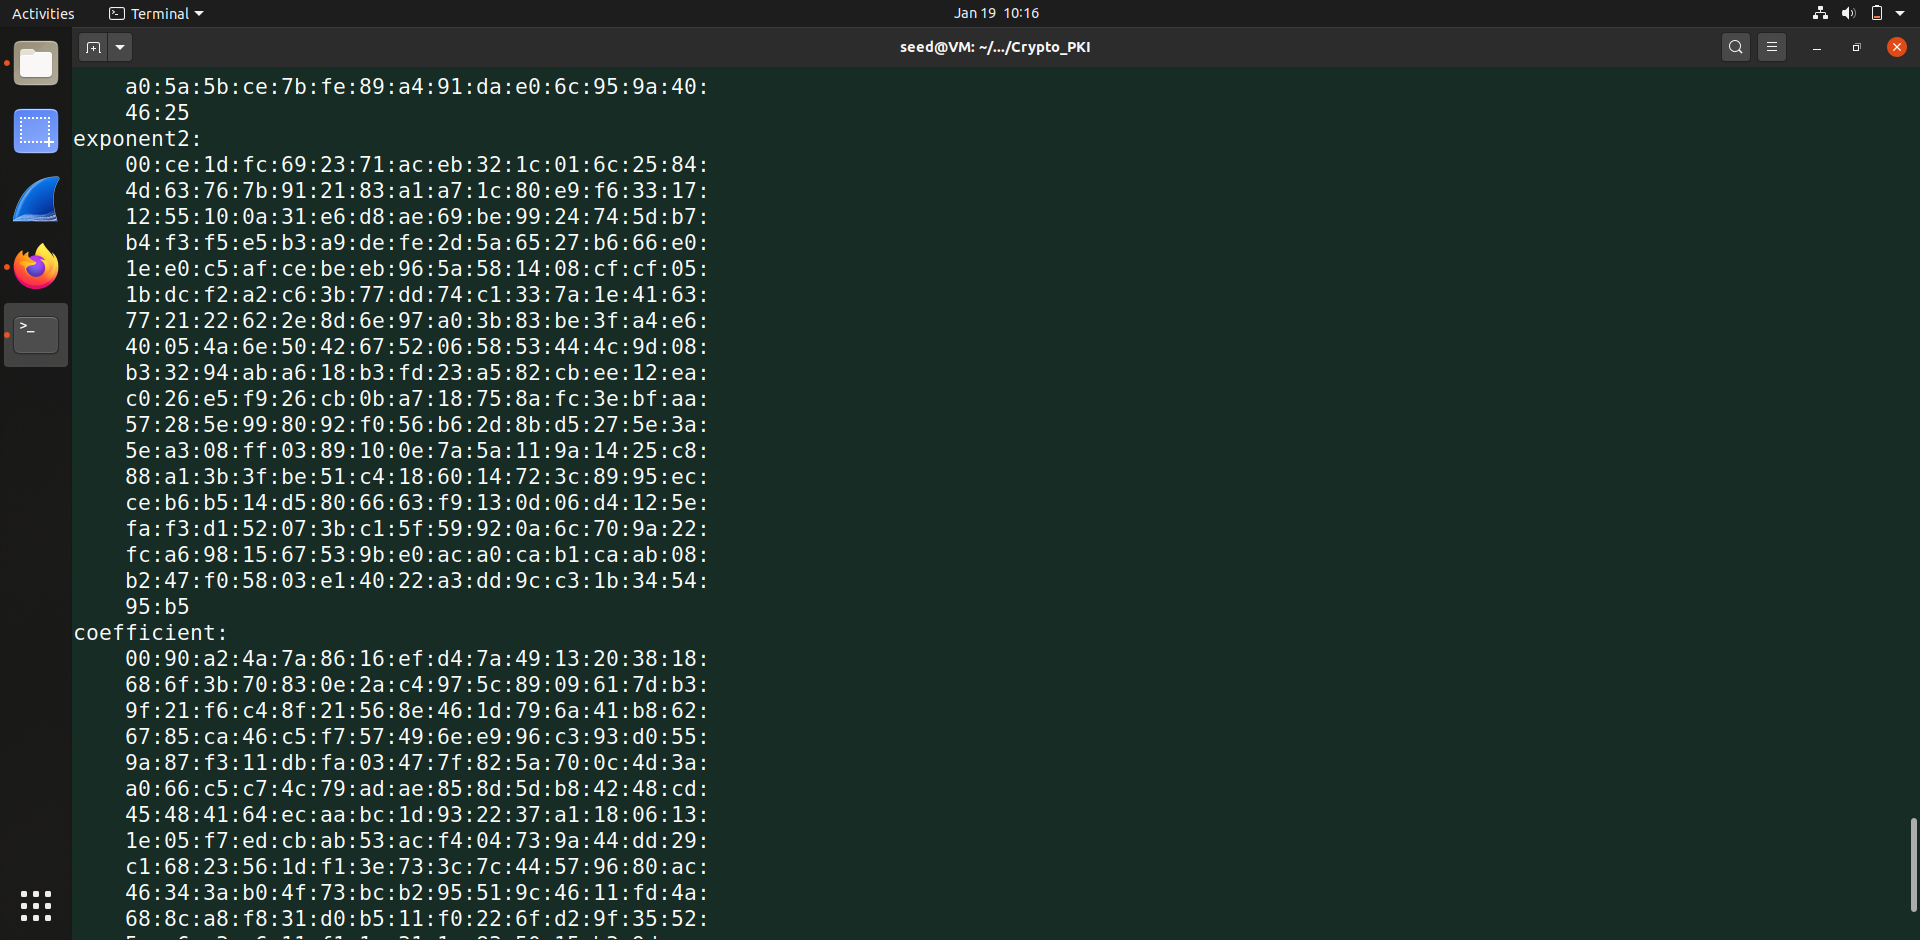 Activities
Terminal
Jan 19 10:16
seed@VM: ~/.../Crypto_PKI
a0:5a:5b:ce:7b:fe:89:a4:91:da:e0:6c:95:9a:40:
46:25
exponent2:
00:ce:1d:fc:69:23:71:ac:eb:32:1c:01:6c:25:84:
4d:63:76:7b:91:21:83:a1:a7:1c:80:e9:f6:33:17:
12:55:10:0a:31:e6:d8:ae:69:be:99:24:74:5d:b7:
b4:f3:f5:e5:b3:a9:de:fe:2d:5a:65:27:b6:66:e0:
1e:e0:c5:af:ce:be:eb:96:5a:58:14:08:cf:cf:05:
1b:dc:f2:a2:c6:3b:77:dd:74:c1:33:7a:1e:41:63:
77:21:22:62:2e:8d:6e:97:a0:3b:83:be:3f:a4:e6:
40:05:4a:6e:50:42:67:52:06:58:53:44:4c:9d:08:
b3:32:94:ab:a6:18:b3:fd:23:a5:82:cb:ee:12:ea:
c0:26:e5:f9:26:cb:0b:a7:18:75:8a:fc:3e:bf:aa:
57:28:5e:99:80:92:f0:56:b6:2d:8b:d5:27:5e:3a:
5e:a3:08:ff:03:89:10:0e:7a:5a:11:9a:14:25:c8:
88:a1:3b:3f:be:51:c4:18:60:14:72:3c:89:95:ec:
ce:b6:b5:14:d5:80:66:63:f9:13:0d:06:d4:12:5e:
fa:f3:d1:52:07:3b:c1:5f:59:92:0a:6c:70:9a:22:
fc:a6:98:15:67:53:9b:e0:ac:a0:ca:b1:ca:ab:08:
b2:47:f0:58:03:e1:40:22:a3:dd:9c:c3:1b:34:54:
95:b5
coefficient:
00:90:a2:4a:7a:86:16:ef:d4:7a:49:13:20:38:18:
68:6f:3b:70:83:0e:2a:c4:97:5c:89:09:61:7d:b3:
9f:21:f6:c4:8f:21:56:8e:46:1d:79:6a:41:b8:62:
67:85:ca:46:c5:f7:57:49:6e:e9:96:c3:93:d0:55:
9a:87:f3:11:db:fa:03:47:7f:82:5a:70:0c:4d:3a:
a0:66:c5:c7:4c:79:ad:ae:85:8d:5d:b8:42:48:cd:
45:48:41:64:ec:aa:bc:1d:93:22:37:a1:18:06:13:
1e:05:f7:ed:cb:ab:53:ac:f4:04:73:9a:44:dd:29:
c1:68:23:56:1d:f1:3e:73:3c:7c:44:57:96:80:ac:
46:34:3a:b0:4f:73:bc:b2:95:51:9c:46:11:fd:4a:
68:8c:a8:f8:31:d0:b5:11:f0:22:6f:d2:9f:35:52: